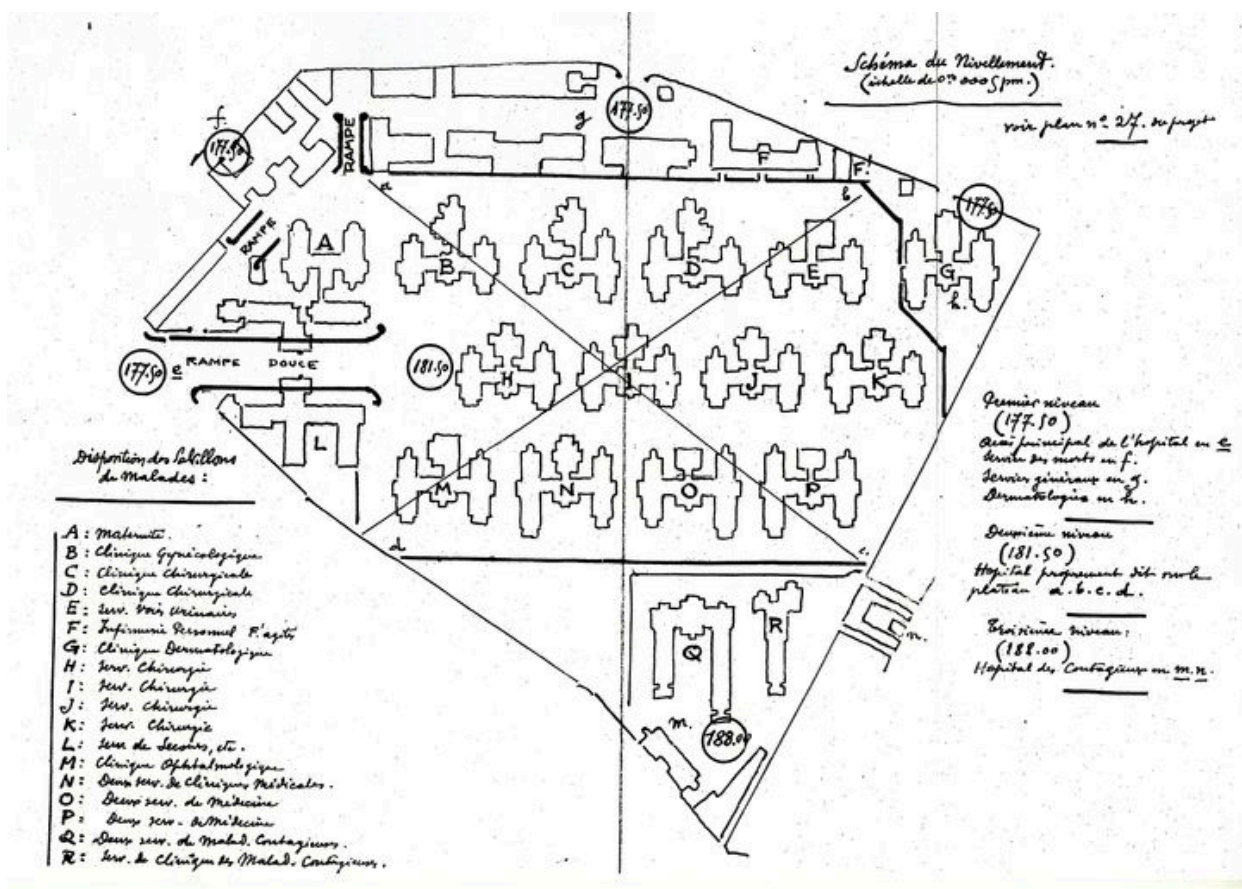 Schéma du Nivellement.
(échelle de 0m 0005 pm.)
voir plan no 27. du projet
f.
177.50
RAMPE
g
177.50
F
F'
a
b
177.50
RAMPE
A
B
C
D
E
G
h.
177.50
e
RAMPE DOUCE
181.50
H
I
J
K
L
M
N
O
P
d
c.
Q
R
m.
n.
188.00
Disposition des Pavillons
de Malades :
A : Maternité.
B : Clinique Gynécologique
C : Clinique Chirurgicale
D : Clinique Chirurgicale
E : Serv. Voies Urinaires
F : Infirmerie Personnel F' agités
G : Clinique Dermatologique
H : Serv. Chirurgie
I : Serv. Chirurgie
J : Serv. Chirurgie
K : Serv. Chirurgie
L : Serv. de Secours, etc.
M : Clinique Ophtalmologique
N : Deux serv. de Cliniques Médicales.
O : Deux serv. de Médecine
P : Deux serv. de Médecine
Q : Deux serv. de Malad. Contagieuses.
R : Serv. de Clinique des Malad. Contagieuses.
Premier niveau
(177.50)
principal de l'hopital en e
Service des morts en f.
Services généraux en g.
Dermatologie en h.
Deuxième niveau
(181.50)
Hopital proprement dit sur le
plateau a. b. c. d.
Troisième niveau :
(188.00)
Hopital des Contagieux en m. n.